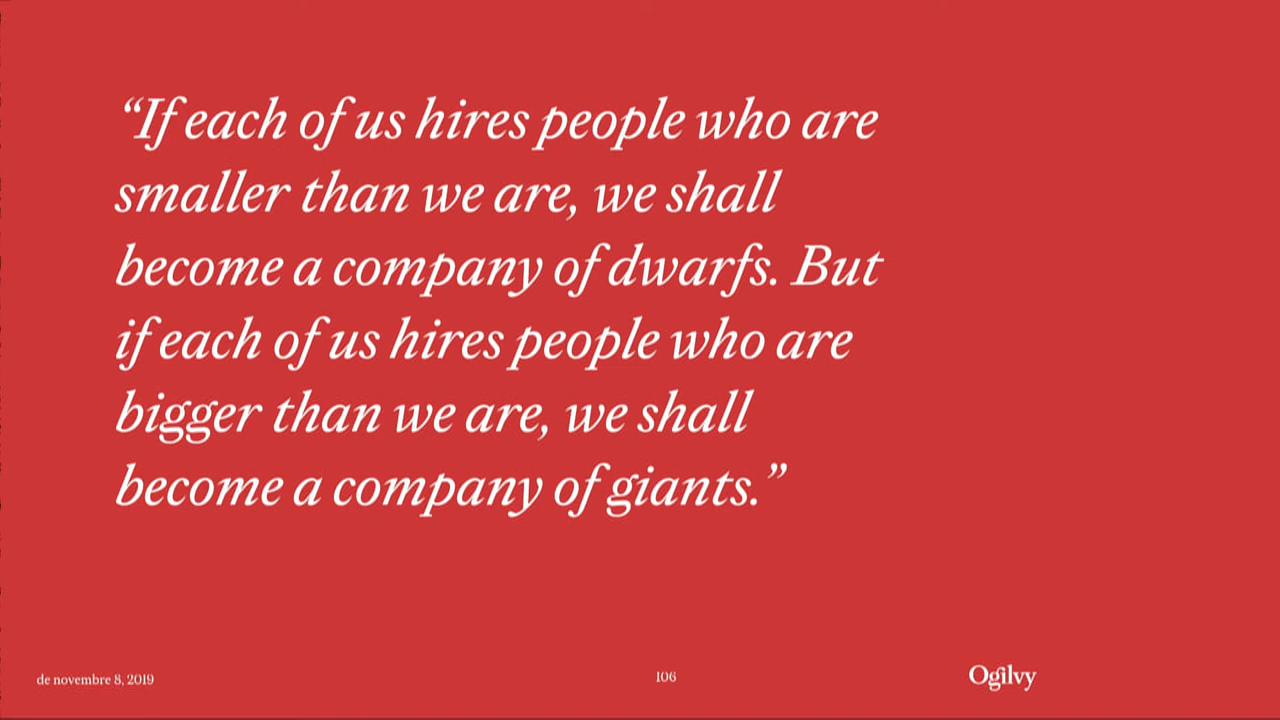 “If each of us hires people who are
smaller than we are, we shall
become a company of dwarfs. But
if each of us hires people who are
bigger than we are, we shall
become a company of giants.”
de novembre 8, 2019
106
Ogilvy